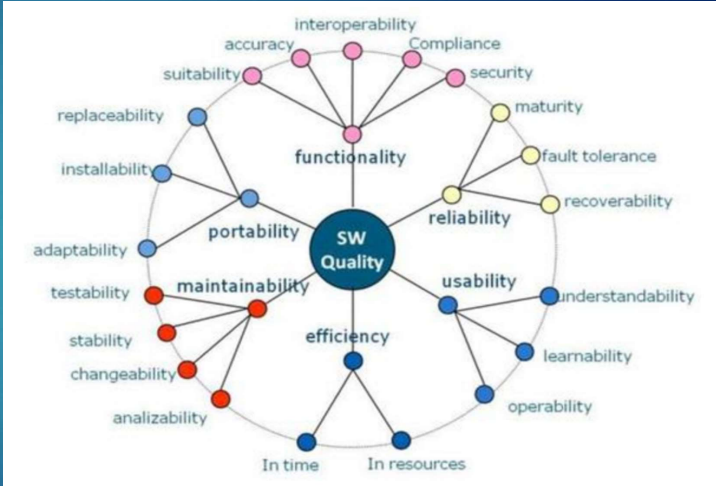 interoperability
accuracy
Compliance
suitability
security
replaceability
maturity
functionality
fault tolerance
installability
recoverability
reliability
portability
SW
Quality
adaptability
maintainability
usability
testability
understandability
efficiency
stability
learnability
changeability
operability
analizability
In time
In resources